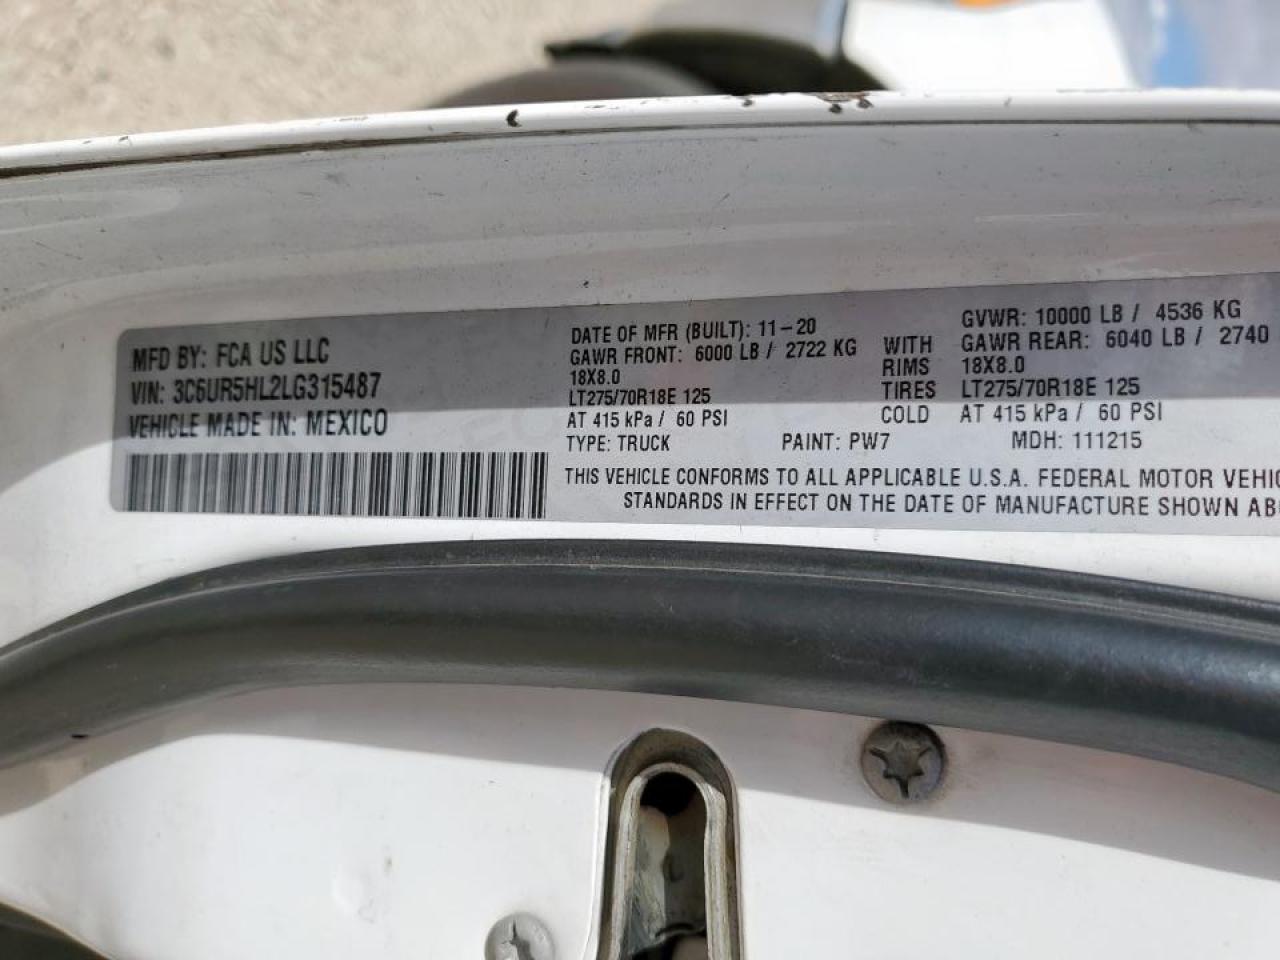 MFD BY: FCA US LLC
VIN: 3C6UR5HL2LG315487
VEHICLE MADE IN: MEXICO
DATE OF MFR (BUILT): 11-20
GAWR FRONT: 6000 LB / 2722 KG
18X8.0
LT275/70R18E 125
AT 415 kPa / 60 PSI
WITH
RIMS
TIRES
COLD
GVWR: 10000 LB / 4536 KG
GAWR REAR: 6040 LB / 2740
18X8.0
LT275/70R18E 125
AT 415 kPa / 60 PSI
TYPE: TRUCK PAINT: PW7 MDH: 111215
THIS VEHICLE CONFORMS TO ALL APPLICABLE U.S.A. FEDERAL MOTOR VEHIC
STANDARDS IN EFFECT ON THE DATE OF MANUFACTURE SHOWN AB